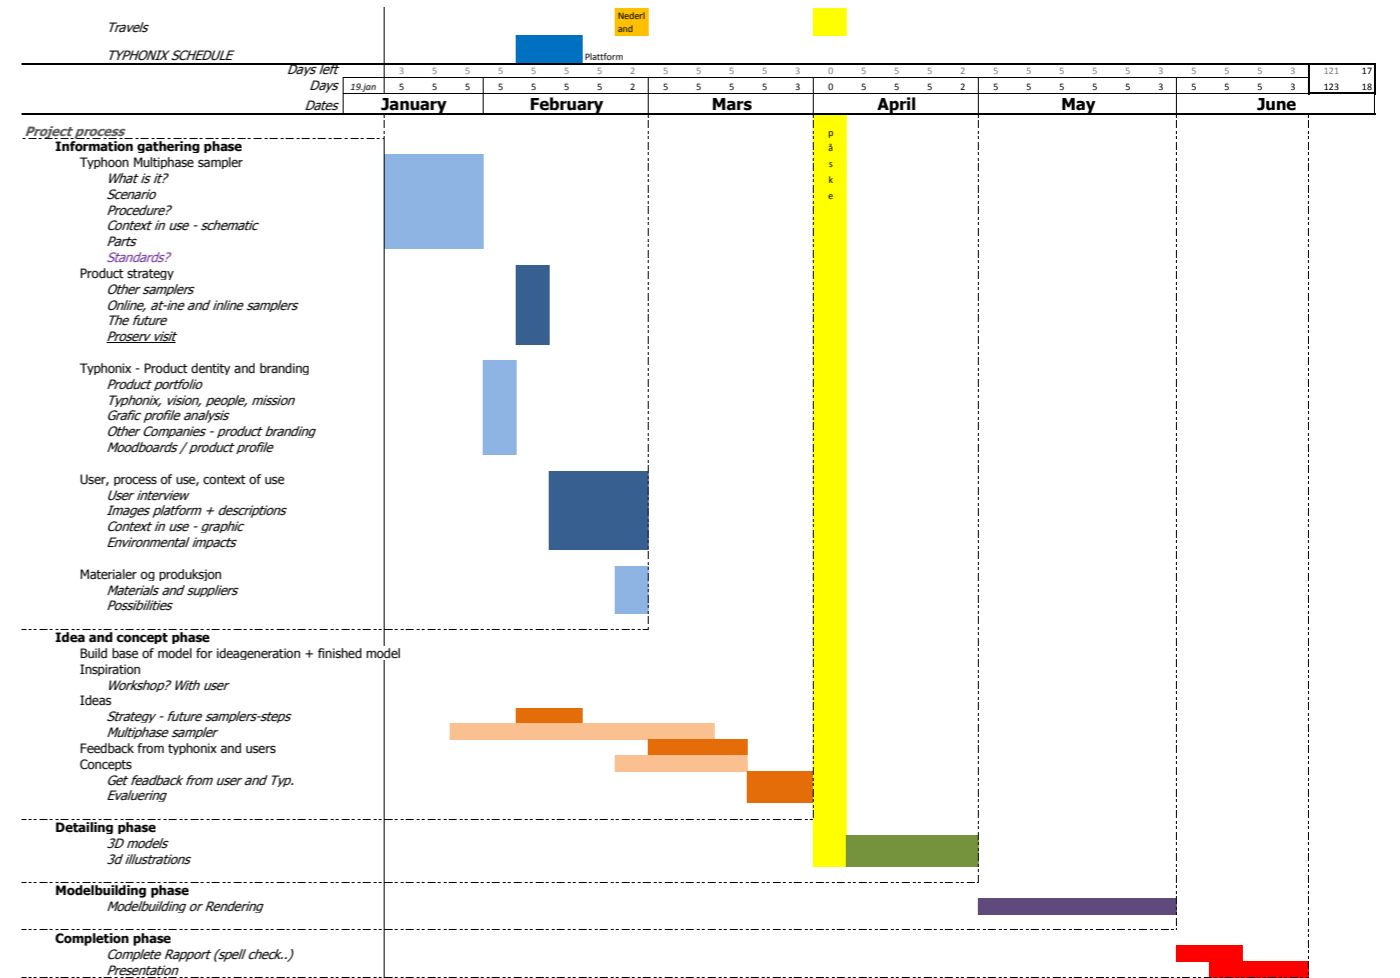 Travels
Nederl
and
TYPHONIX SCHEDULE
Plattform
Days left 3 5 5 5 5 5 5 2 5 5 5 5 3 0 5 5 5 2 5 5 5 5 5 3 5 5 5 3 121 17
Days 19.jan 5 5 5 5 5 5 5 2 5 5 5 5 3 0 5 5 5 2 5 5 5 5 5 3 5 5 5 3 123 18
Dates January February Mars April May June
Project process
påske
Information gathering phase
Typhoon Multiphase sampler
What is it?
Scenario
Procedure?
Context in use - schematic
Parts
Standards?
Product strategy
Other samplers
Online, at-ine and inline samplers
The future
Proserv visit
Typhonix - Product dentity and branding
Product portfolio
Typhonix, vision, people, mission
Grafic profile analysis
Other Companies - product branding
Moodboards / product profile
User, process of use, context of use
User interview
Images platform + descriptions
Context in use - graphic
Environmental impacts
Materialer og produksjon
Materials and suppliers
Possibilities
Idea and concept phase
Build base of model for ideageneration + finished model
Inspiration
Workshop? With user
Ideas
Strategy - future samplers-steps
Multiphase sampler
Feedback from typhonix and users
Concepts
Get feadback from user and Typ.
Evaluering
Detailing phase
3D models
3d illustrations
Modelbuilding phase
Modelbuilding or Rendering
Completion phase
Complete Rapport (spell check..)
Presentation